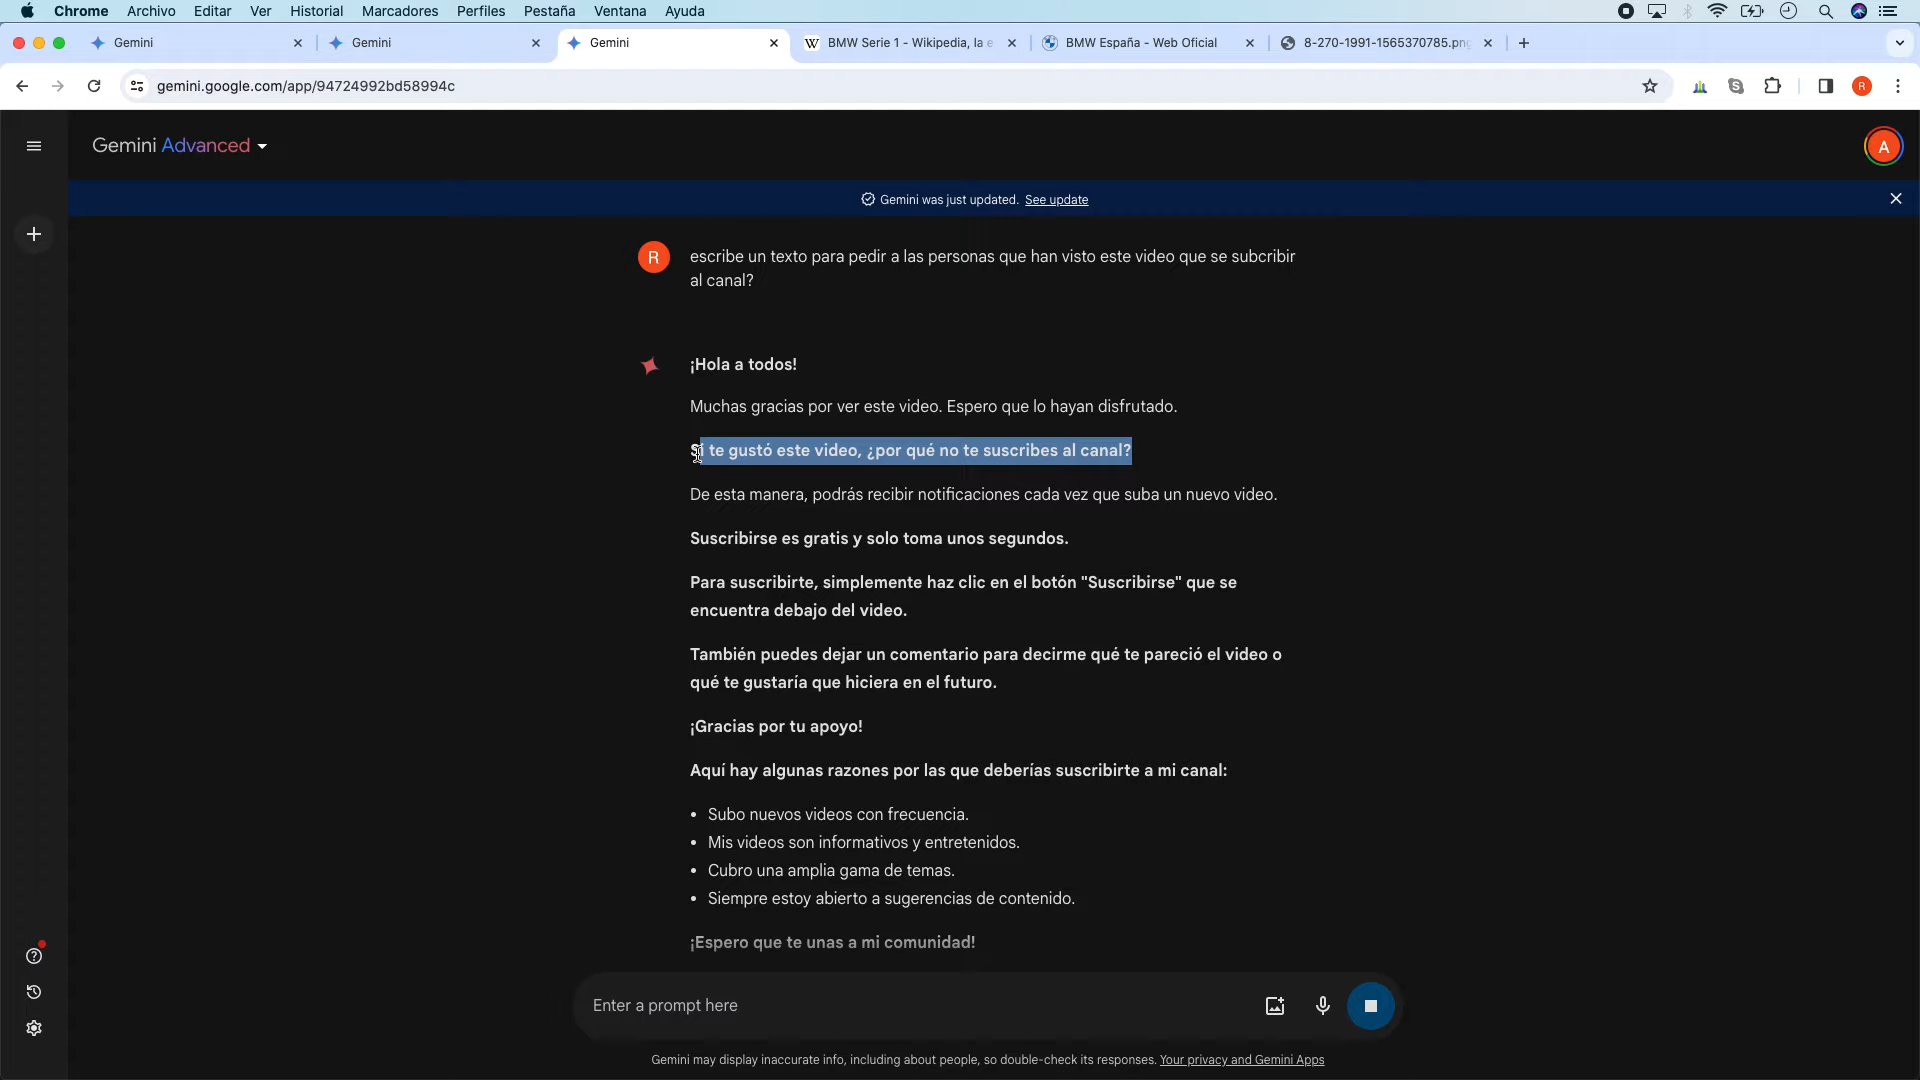 Chrome Archivo Editar Ver Historial Marcadores Perfiles Pestaña Ventana Ayuda
Gemini Gemini Gemini W BMW Serie 1 - Wikipedia, la e BMW España - Web Oficial 8-270-1991-1565370785.png
gemini.google.com/app/94724992bd58994c R
Gemini Advanced A
Gemini was just updated. See update
R escribe un texto para pedir a las personas que han visto este video que se subcribir
al canal?
¡Hola a todos!
Muchas gracias por ver este video. Espero que lo hayan disfrutado.
Si te gustó este video, ¿por qué no te suscribes al canal?
De esta manera, podrás recibir notificaciones cada vez que suba un nuevo video.
Suscribirse es gratis y solo toma unos segundos.
Para suscribirte, simplemente haz clic en el botón "Suscribirse" que se
encuentra debajo del video.
También puedes dejar un comentario para decirme qué te pareció el video o
qué te gustaría que hiciera en el futuro.
¡Gracias por tu apoyo!
Aquí hay algunas razones por las que deberías suscribirte a mi canal:
• Subo nuevos videos con frecuencia.
• Mis videos son informativos y entretenidos.
• Cubro una amplia gama de temas.
• Siempre estoy abierto a sugerencias de contenido.
¡Espero que te unas a mi comunidad!
Enter a prompt here
Gemini may display inaccurate info, including about people, so double-check its responses. Your privacy and Gemini Apps